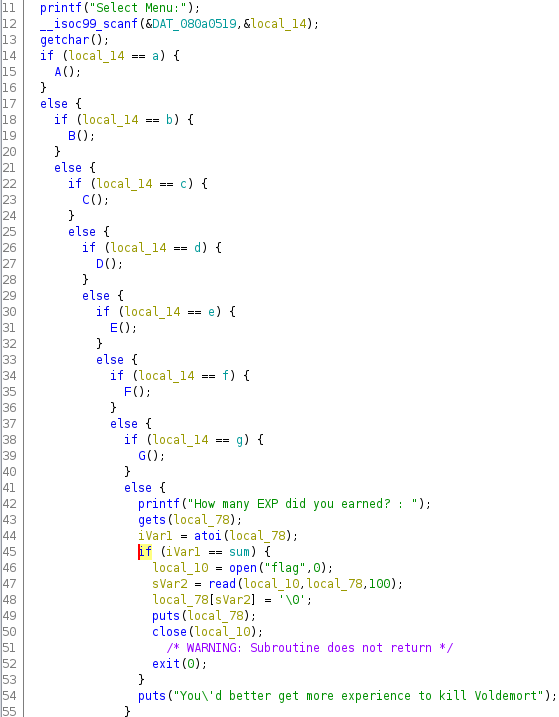 11 printf("Select Menu:");
12 __isoc99_scanf(&DAT_080a0519,&local_14);
13 getchar();
14 if (local_14 == a) {
15 A();
16 }
17 else {
18 if (local_14 == b) {
19 B();
20 }
21 else {
22 if (local_14 == c) {
23 C();
24 }
25 else {
26 if (local_14 == d) {
27 D();
28 }
29 else {
30 if (local_14 == e) {
31 E();
32 }
33 else {
34 if (local_14 == f) {
35 F();
36 }
37 else {
38 if (local_14 == g) {
39 G();
40 }
41 else {
42 printf("How many EXP did you earned? : ");
43 gets(local_78);
44 iVar1 = atoi(local_78);
45 if (iVar1 == sum) {
46 local_10 = open("flag",0);
47 sVar2 = read(local_10,local_78,100);
48 local_78[sVar2] = '\0';
49 puts(local_78);
50 close(local_10);
51 /* WARNING: Subroutine does not return */
52 exit(0);
53 }
54 puts("You\'d better get more experience to kill Voldemort");
55 }